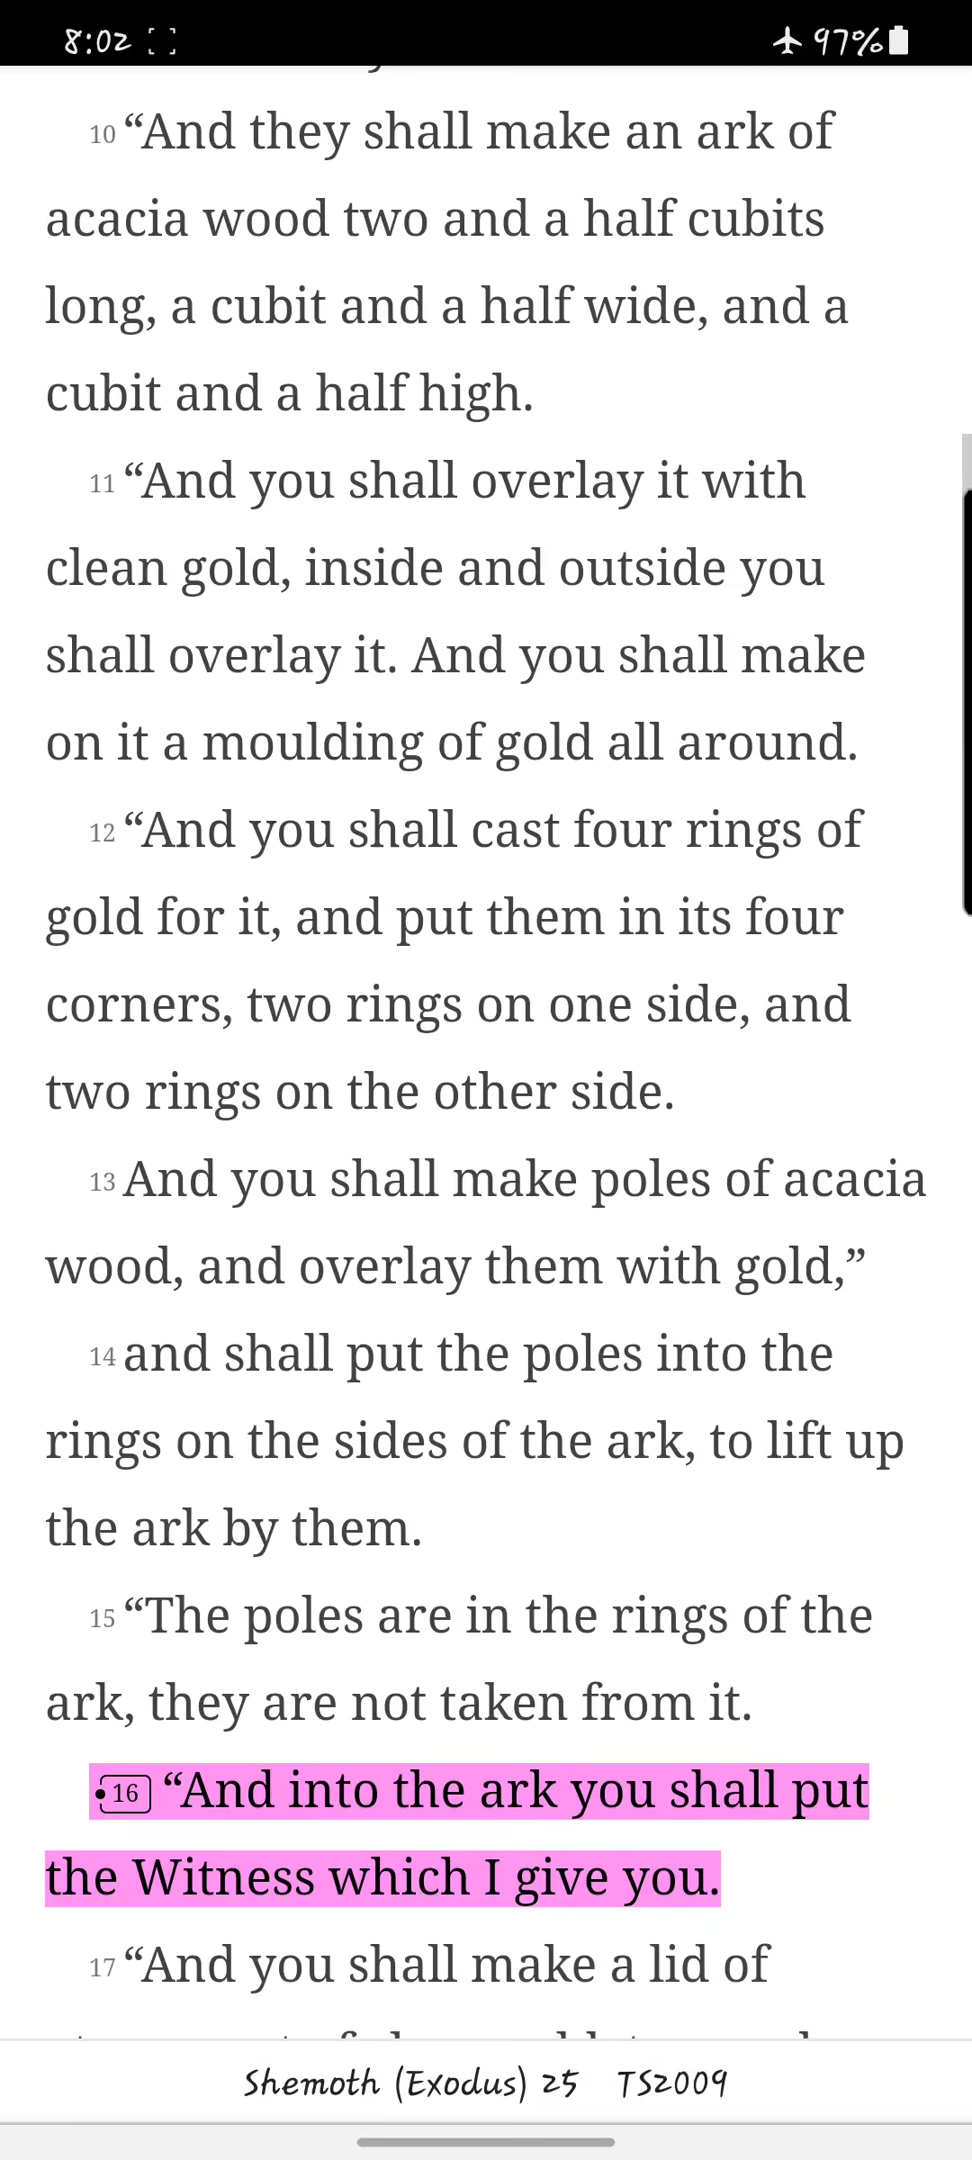 8:02 97%
10 “And they shall make an ark of
acacia wood two and a half cubits
long, a cubit and a half wide, and a
cubit and a half high.
11 “And you shall overlay it with
clean gold, inside and outside you
shall overlay it. And you shall make
on it a moulding of gold all around.
12 “And you shall cast four rings of
gold for it, and put them in its four
corners, two rings on one side, and
two rings on the other side.
13 And you shall make poles of acacia
wood, and overlay them with gold,”
14 and shall put the poles into the
rings on the sides of the ark, to lift up
the ark by them.
15 “The poles are in the rings of the
ark, they are not taken from it.
16 “And into the ark you shall put
the Witness which I give you.
17 “And you shall make a lid of
Shemoth (Exodus) 25 TS2009